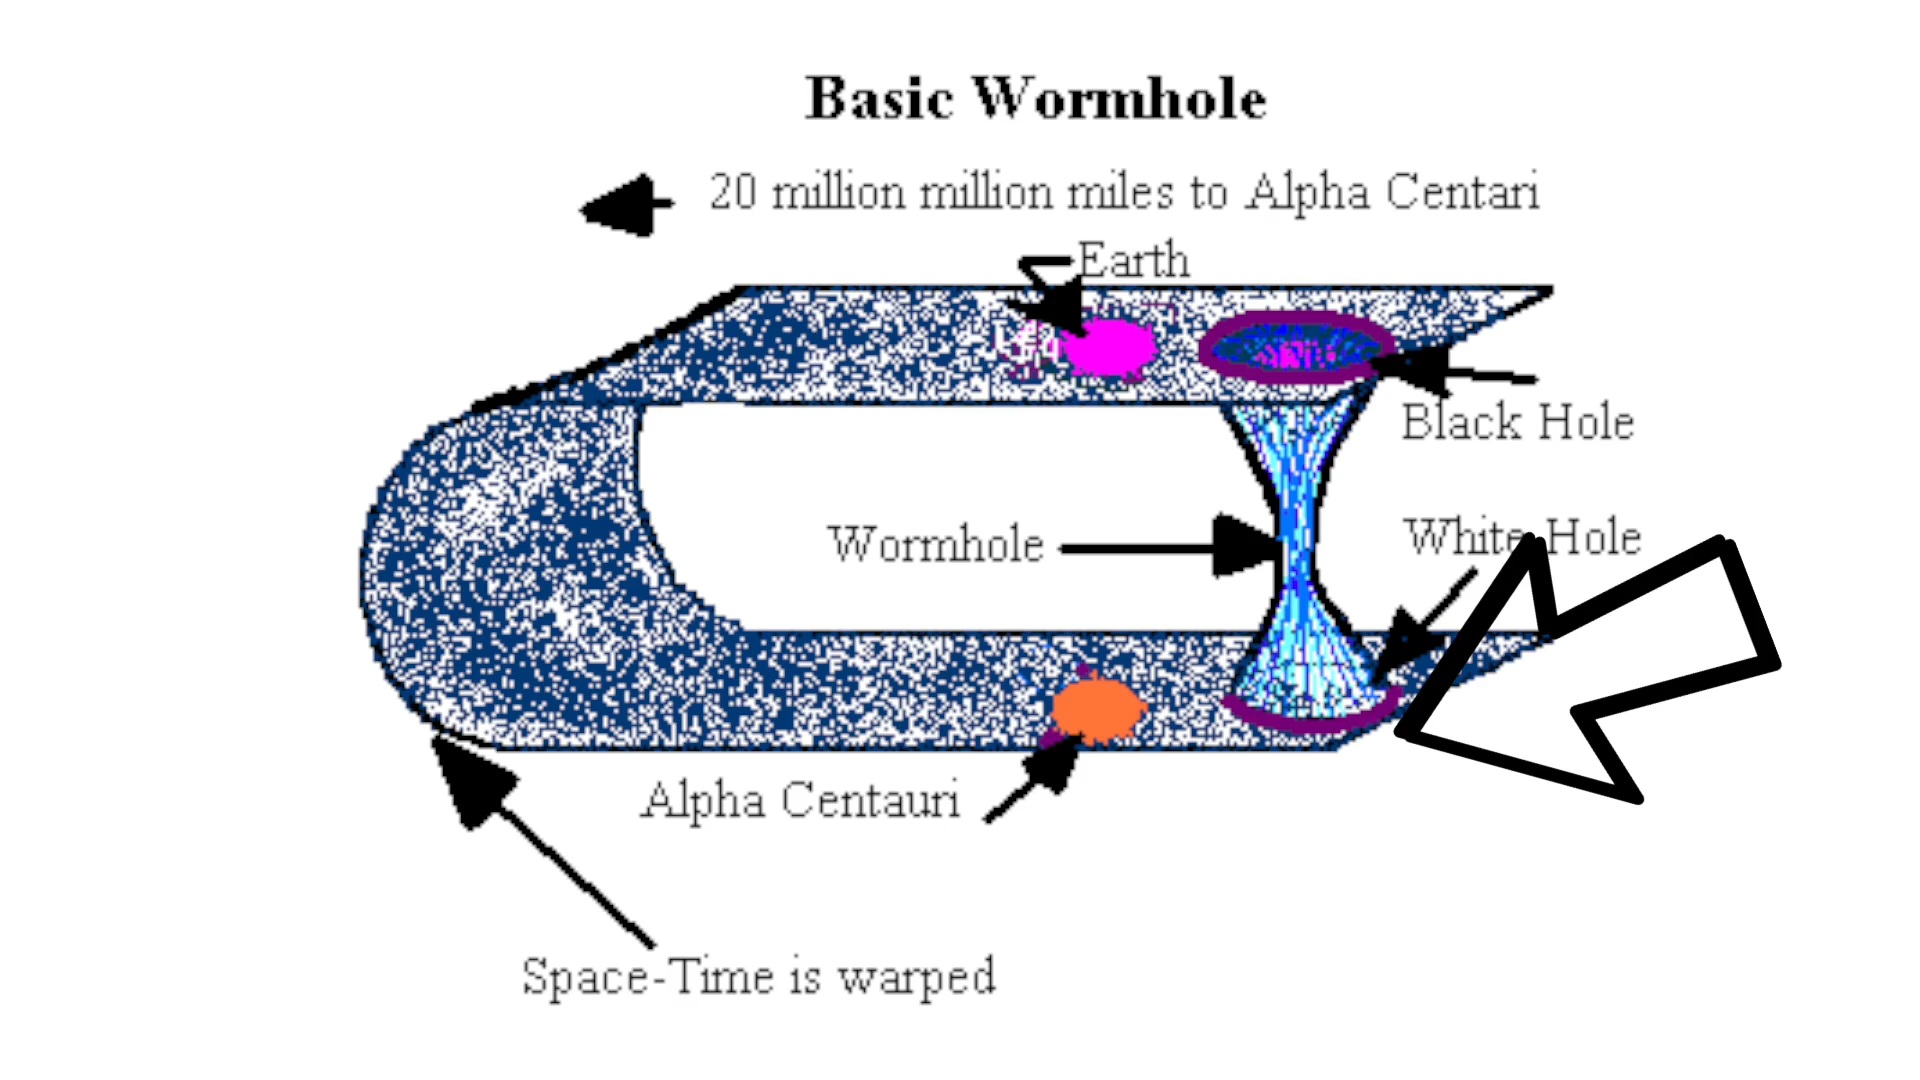 Basic Wormhole
20 million million miles to Alpha Centari
Earth
Black Hole
Wormhole
White Hole
Alpha Centauri
Space-Time is warped